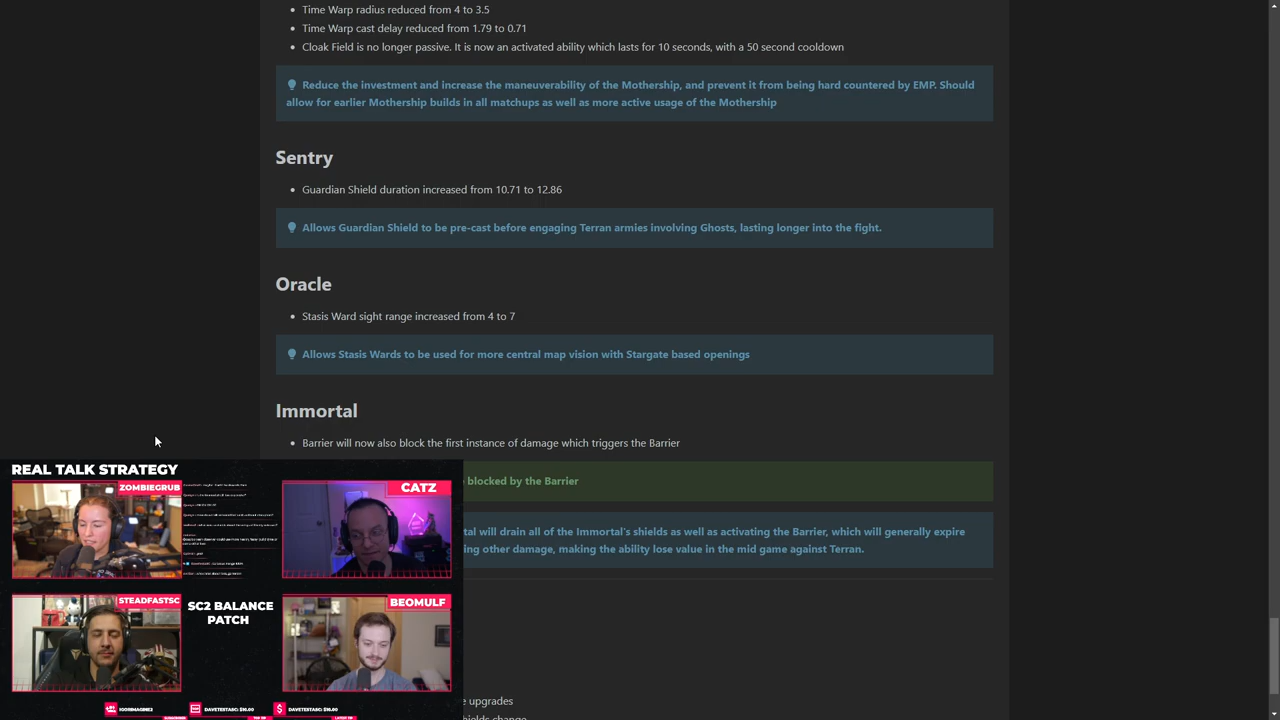 Time Warp radius reduced from 4 to 3.5
Time Warp cast delay reduced from 1.79 to 0.71
Cloak Field is no longer passive. It is now an activated ability which lasts for 10 seconds, with a 50 second cooldown
Reduce the investment and increase the maneuverability of the Mothership, and prevent it from being hard countered by EMP. Should
allow for earlier Mothership builds in all matchups as well as more active usage of the Mothership
Sentry
Guardian Shield duration increased from 10.71 to 12.86
Allows Guardian Shield to be pre-cast before engaging Terran armies involving Ghosts, lasting longer into the fight.
Oracle
Stasis Ward sight range increased from 4 to 7
Allows Stasis Wards to be used for more central map vision with Stargate based openings
Immortal
Barrier will now also block the first instance of damage which triggers the Barrier
blocked by the Barrier
tal will drain all of the Immortal's shields as well as activating the Barrier, which will generally expire
ing other damage, making the ability lose value in the mid game against Terran.
upgrades
change
REAL TALK STRATEGY
ZOMBIEGRUB
CATZ
STEADFASTSC
SC2 BALANCE
PATCH
BEOMULF